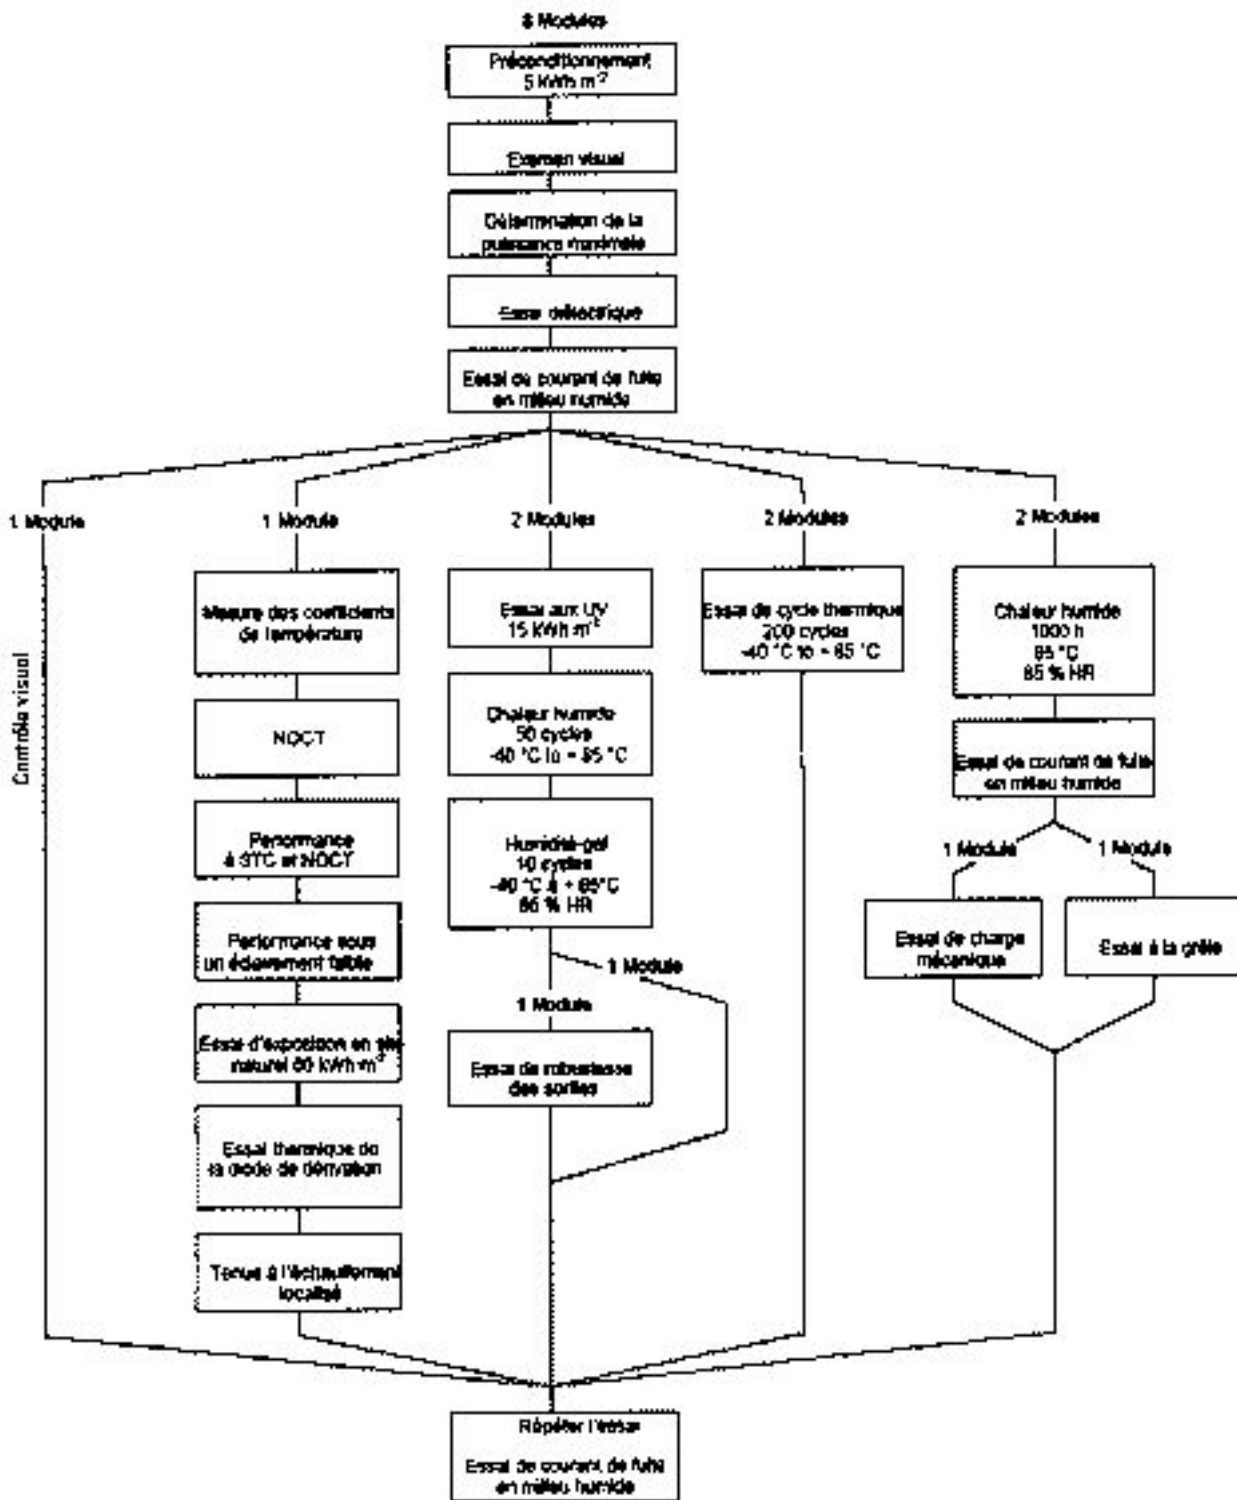 8 Modules
Préconditionnement
5 kWh m⁻²
Examen visuel
Détermination de la
puissance maximale
Essai diélectrique
Essai de courant de fuite
en milieu humide
1 Module
1 Module
2 Modules
2 Modules
2 Modules
Contrôle visuel
Mesure des coefficients
de température
NOCT
Performance
à STC et NOCT
Performance sous
un éclairement faible
Essai d'exposition en site
naturel 60 kWh·m⁻²
Essai thermique de
la diode de dérivation
Tenue à l'échauffement
localisé
Essai aux UV
15 kWh m⁻²
Chaleur humide
50 cycles
-40 °C to + 85 °C
Humidité-gel
10 cycles
-40 °C à + 85°C
85 % HR
1 Module
1 Module
Essai de robustesse
des sorties
Essai de cycle thermique
200 cycles
-40 °C to + 85 °C
Chaleur humide
1000 h
85 °C
85 % HR
Essai de courant de fuite
en milieu humide
1 Module
1 Module
Essai de charge
mécanique
Essai à la grêle
Répéter l'essai
Essai de courant de fuite
en milieu humide